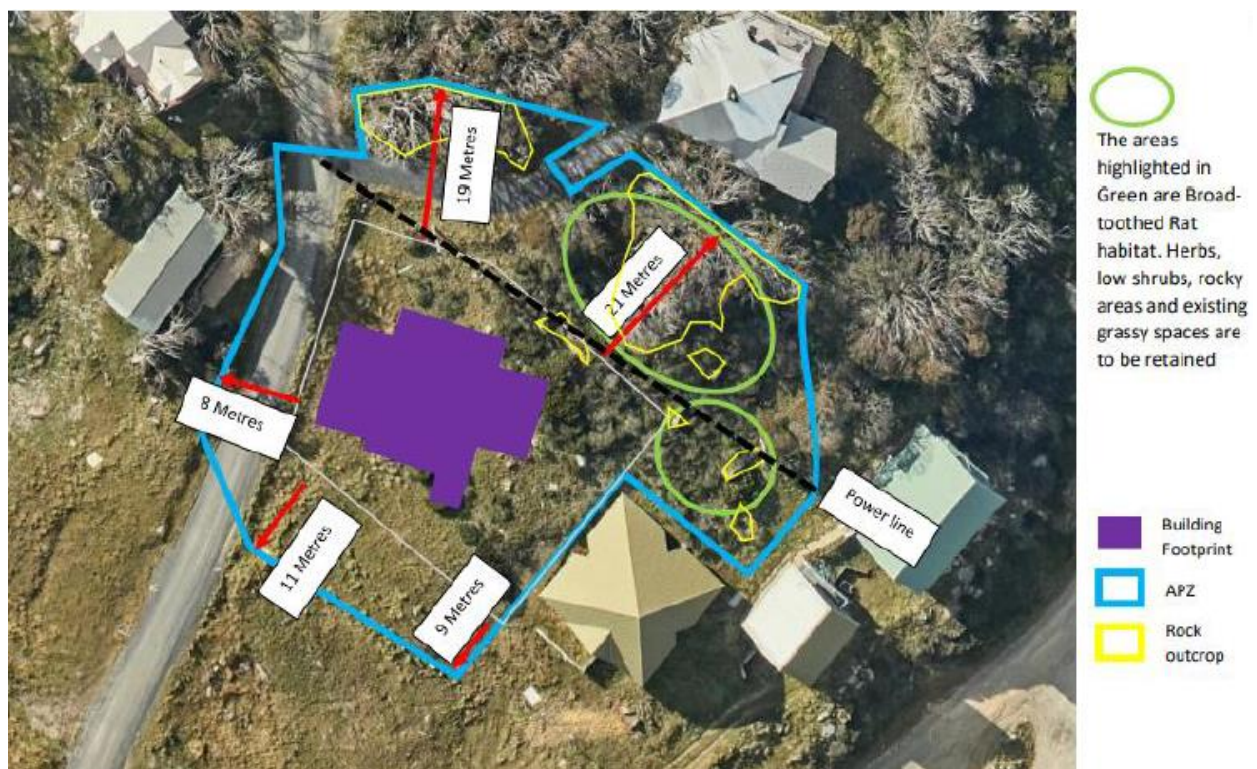 19 Metres
21 Metres
8 Metres
11 Metres
9 Metres
Power line
The areas
highlighted in
Green are Broad-
toothed Rat
habitat. Herbs,
low shrubs, rocky
areas and existing
grassy spaces are
to be retained
Building
Footprint
APZ
Rock
outcrop